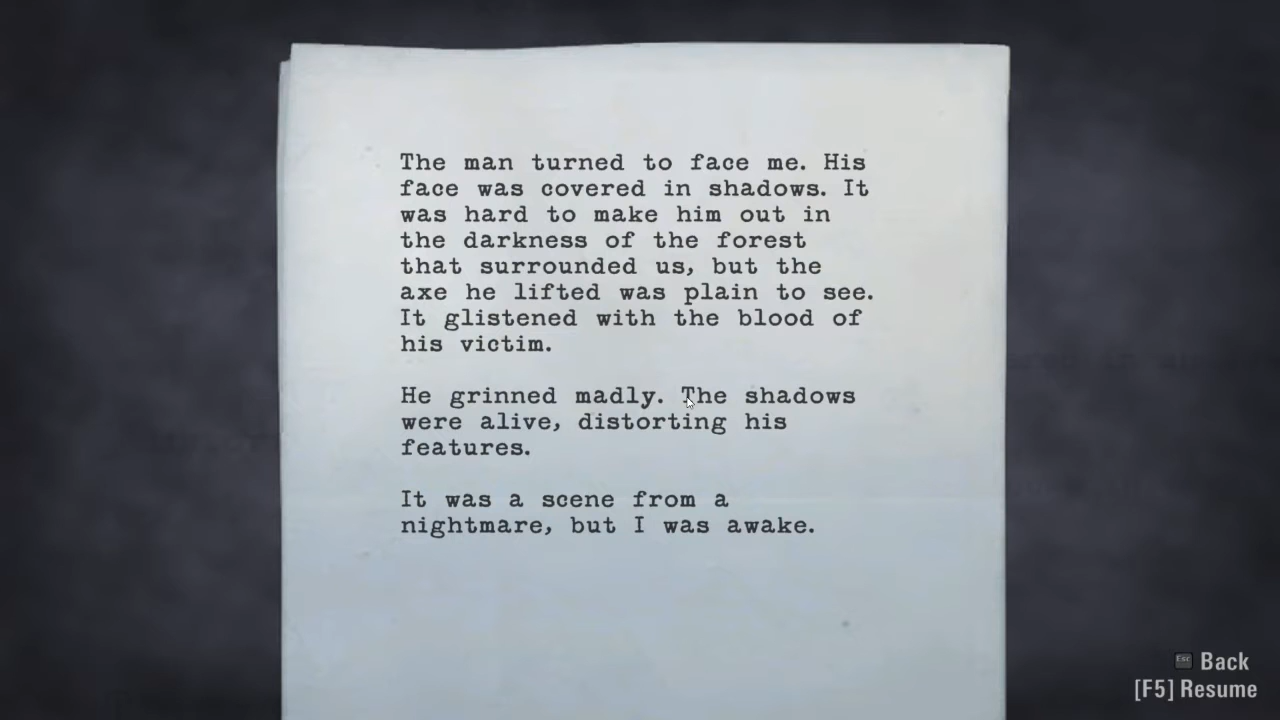 The man turned to face me. His
face was covered in shadows. It
was hard to make him out in
the darkness of the forest
that surrounded us, but the
axe he lifted was plain to see.
It glistened with the blood of
his victim.
He grinned madly. The shadows
were alive, distorting his
features.
It was a scene from a
nightmare, but I was awake.
Esc Back
[F5] Resume